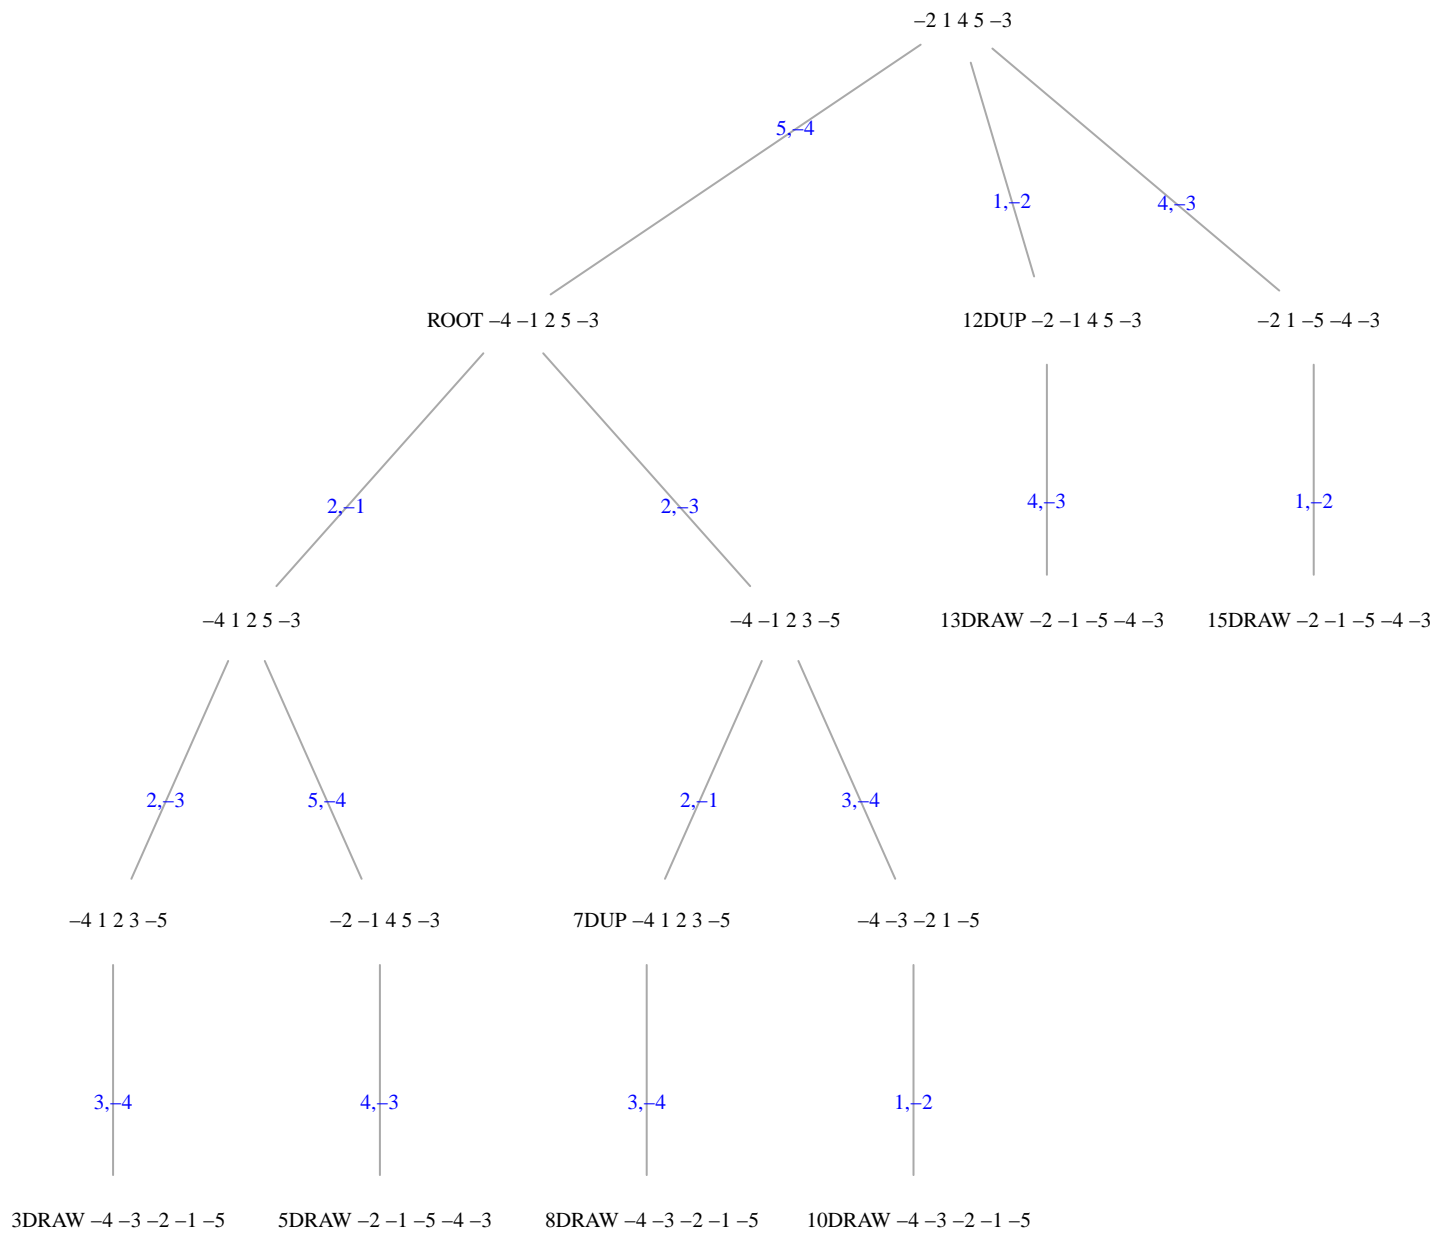 –2 1 4 5 –3
5,–4
1,–2
4,–3
ROOT –4 –1 2 5 –3
12DUP –2 –1 4 5 –3
–2 1 –5 –4 –3
2,–1
2,–3
4,–3
1,–2
–4 1 2 5 –3
–4 –1 2 3 –5
13DRAW –2 –1 –5 –4 –3
15DRAW –2 –1 –5 –4 –3
2,–3
5,–4
2,–1
3,–4
–4 1 2 3 –5
–2 –1 4 5 –3
7DUP –4 1 2 3 –5
–4 –3 –2 1 –5
3,–4
4,–3
3,–4
1,–2
3DRAW –4 –3 –2 –1 –5
5DRAW –2 –1 –5 –4 –3
8DRAW –4 –3 –2 –1 –5
10DRAW –4 –3 –2 –1 –5